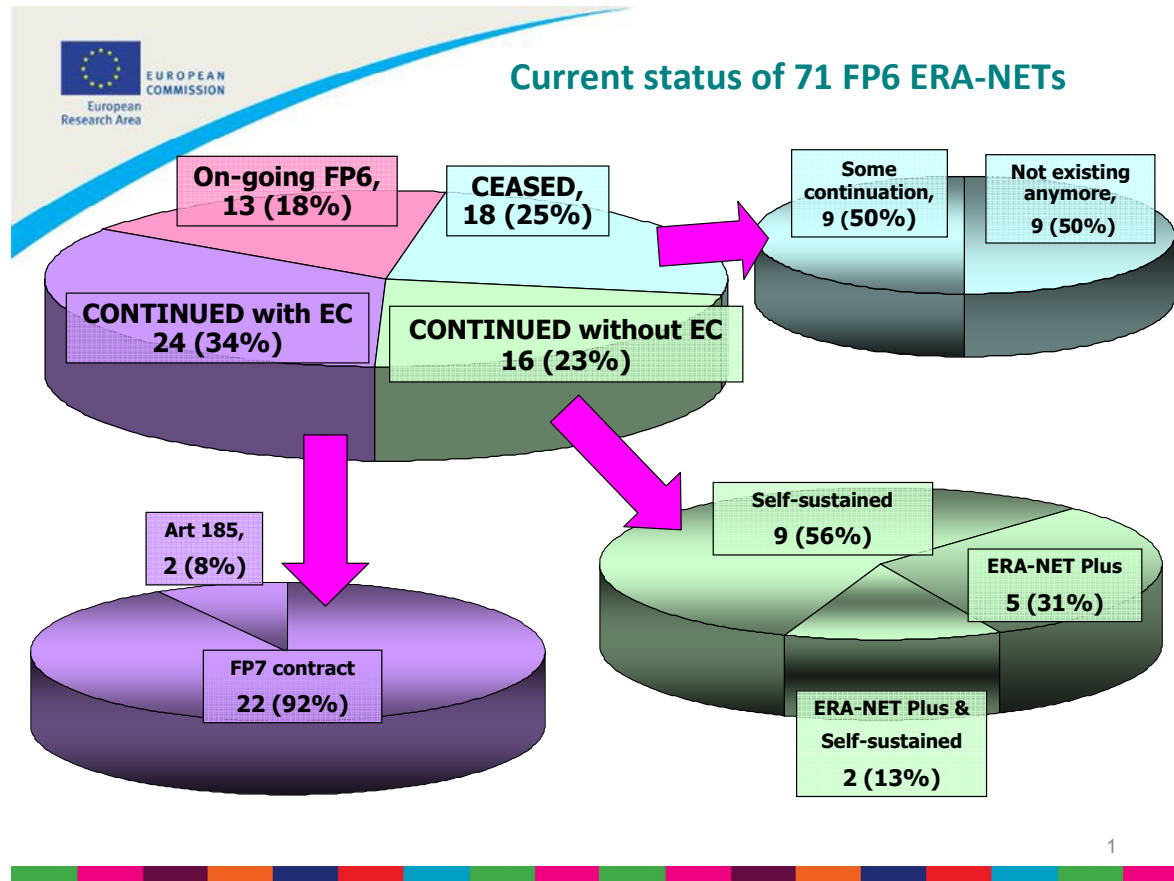 EUROPEAN
COMMISSION
European
Research Area
Current status of 71 FP6 ERA-NETs
On-going FP6,
13 (18%)
CEASED,
18 (25%)
Some
continuation,
9 (50%)
Not existing
anymore,
9 (50%)
CONTINUED with EC
24 (34%)
CONTINUED without EC
16 (23%)
Art 185,
2 (8%)
FP7 contract
22 (92%)
Self-sustained
9 (56%)
ERA-NET Plus
5 (31%)
ERA-NET Plus &
Self-sustained
2 (13%)
1